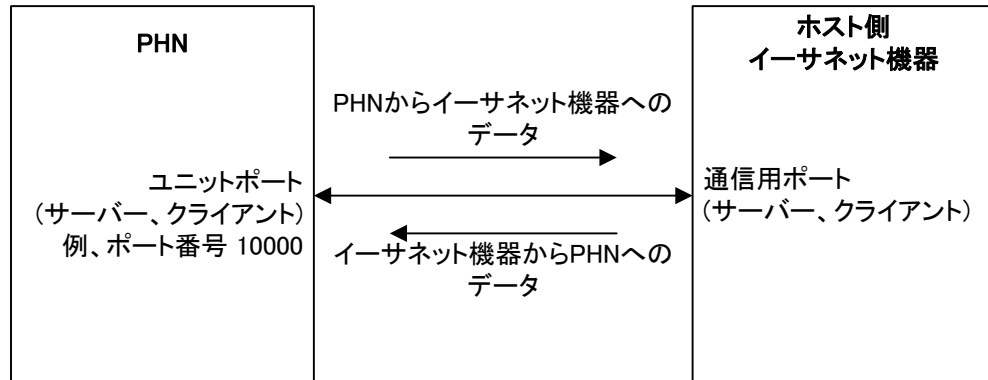 PHN
ホスト側
イーサネット機器
PHNからイーサネット機器への
データ
ユニットポート
(サーバー、クライアント)
例、ポート番号 10000
通信用ポート
(サーバー、クライアント)
イーサネット機器からPHNへの
データ